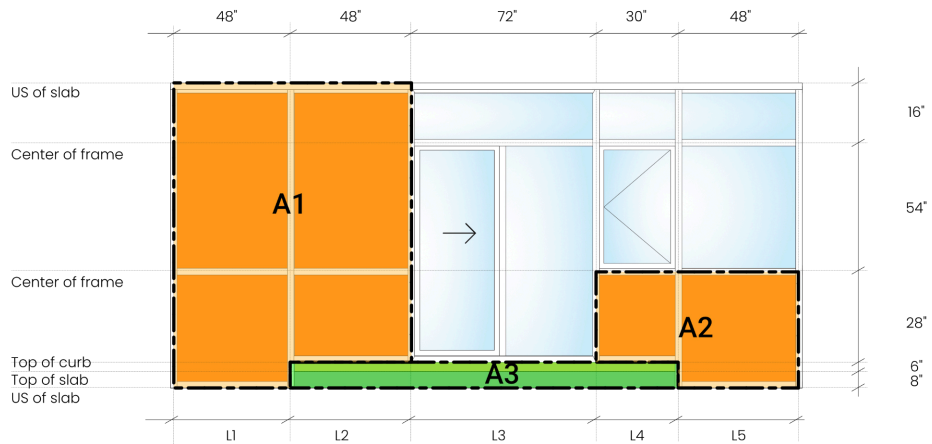 48" 48" 72" 30" 48"
US of slab
16"
Center of frame
A1
54"
Center of frame
A2
28"
Top of curb
6"
A3
Top of slab
8"
US of slab
L1 L2 L3 L4 L5